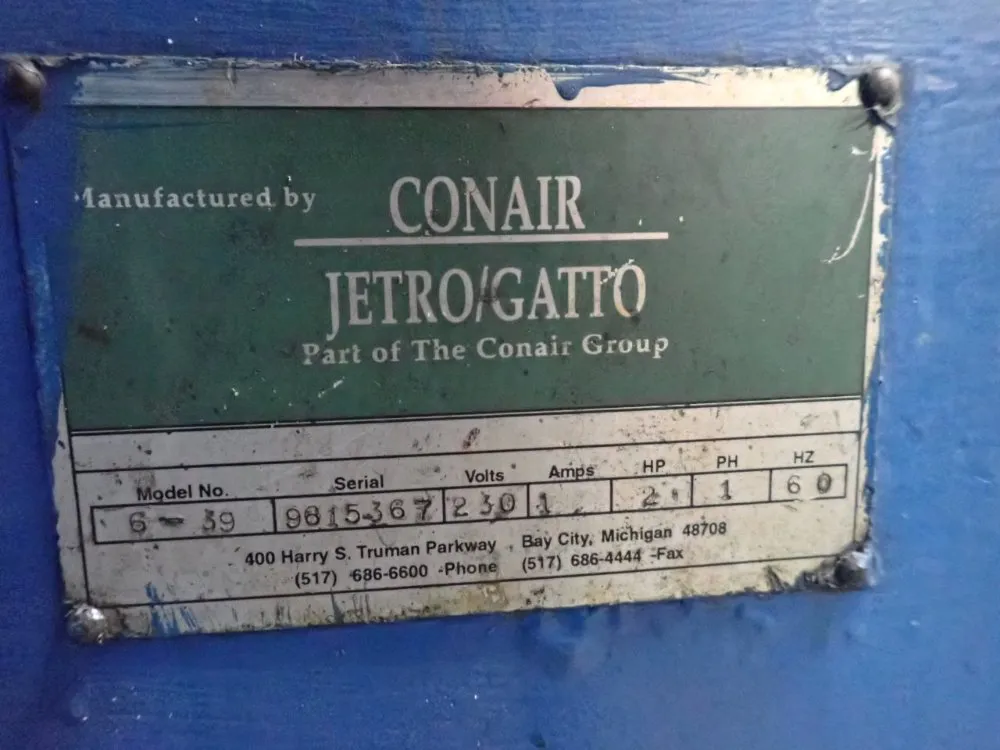 Manufactured by CONAIR
JETRO/GATTO
Part of The Conair Group
Model No. Serial Volts Amps HP PH HZ
6-39 9615367 230 1. 2. 1 60
400 Harry S. Truman Parkway Bay City, Michigan 48708
(517) 686-6600 -Phone (517) 686-4444 -Fax